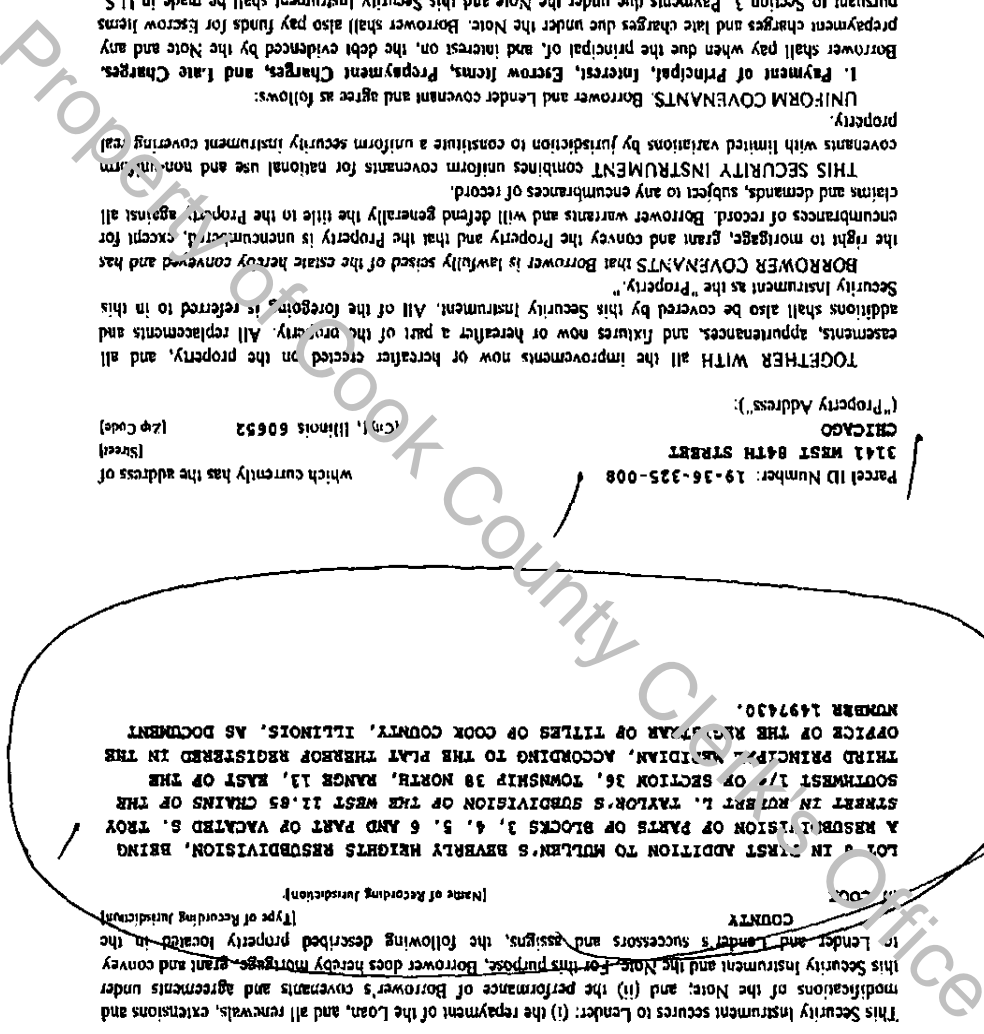 This Security Instrument secures to Lender: (i) the repayment of the Loan, and all renewals, extensions and
modifications of the Note; and (ii) the performance of Borrower's covenants and agreements under
this Security Instrument and the Note. For this purpose, Borrower does hereby mortgage, grant and convey
to Lender and Lender's successors and assigns, the following described property located in the
COUNTY [Type of Recording Jurisdiction]
of COOK [Name of Recording Jurisdiction]:
LOT IN FIRST ADDITION TO MULLEN'S BEVERLY HEIGHTS RESUBDIVISION, BEING
A RESUBDIVISION OF PARTS OF BLOCKS 3, 4, 5, 6 AND PART OF VACATED S. TROY
STREET IN ROBERT L. TAYLOR'S SUBDIVISION OF THE WEST 11.85 CHAINS OF THE
SOUTHWEST 1/4 OF SECTION 36, TOWNSHIP 38 NORTH, RANGE 13, EAST OF THE
THIRD PRINCIPAL MERIDIAN, ACCORDING TO THE PLAT THEREOF REGISTERED IN THE
OFFICE OF THE REGISTRAR OF TITLES OF COOK COUNTY, ILLINOIS, AS DOCUMENT
NUMBER 1497430.
Parcel ID Number: 19-36-325-008 which currently has the address of
3141 WEST 84TH STREET [Street]
CHICAGO [City], Illinois 60652 [Zip Code]
("Property Address"):
TOGETHER WITH all the improvements now or hereafter erected on the property, and all
easements, appurtenances, and fixtures now or hereafter a part of the property. All replacements and
additions shall also be covered by this Security Instrument. All of the foregoing is referred to in this
Security Instrument as the "Property."
BORROWER COVENANTS that Borrower is lawfully seised of the estate hereby conveyed and has
the right to mortgage, grant and convey the Property and that the Property is unencumbered, except for
encumbrances of record. Borrower warrants and will defend generally the title to the Property against all
claims and demands, subject to any encumbrances of record.
THIS SECURITY INSTRUMENT combines uniform covenants for national use and non-uniform
covenants with limited variations by jurisdiction to constitute a uniform security instrument covering real
property.
UNIFORM COVENANTS. Borrower and Lender covenant and agree as follows:
1. Payment of Principal, Interest, Escrow Items, Prepayment Charges, and Late Charges.
Borrower shall pay when due the principal of, and interest on, the debt evidenced by the Note and any
prepayment charges and late charges due under the Note. Borrower shall also pay funds for Escrow Items
pursuant to Section 3. Payments due under the Note and this Security Instrument shall be made in U.S.
Property of Cook County Clerk's Office